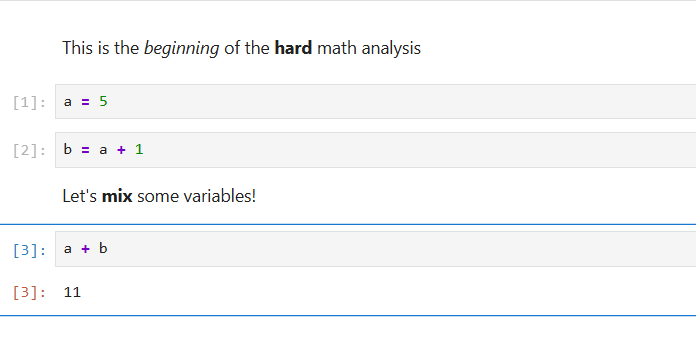 This is the beginning of the hard math analysis
[1]: a = 5
[2]: b = a + 1
Let's mix some variables!
[3]: a + b
[3]: 11